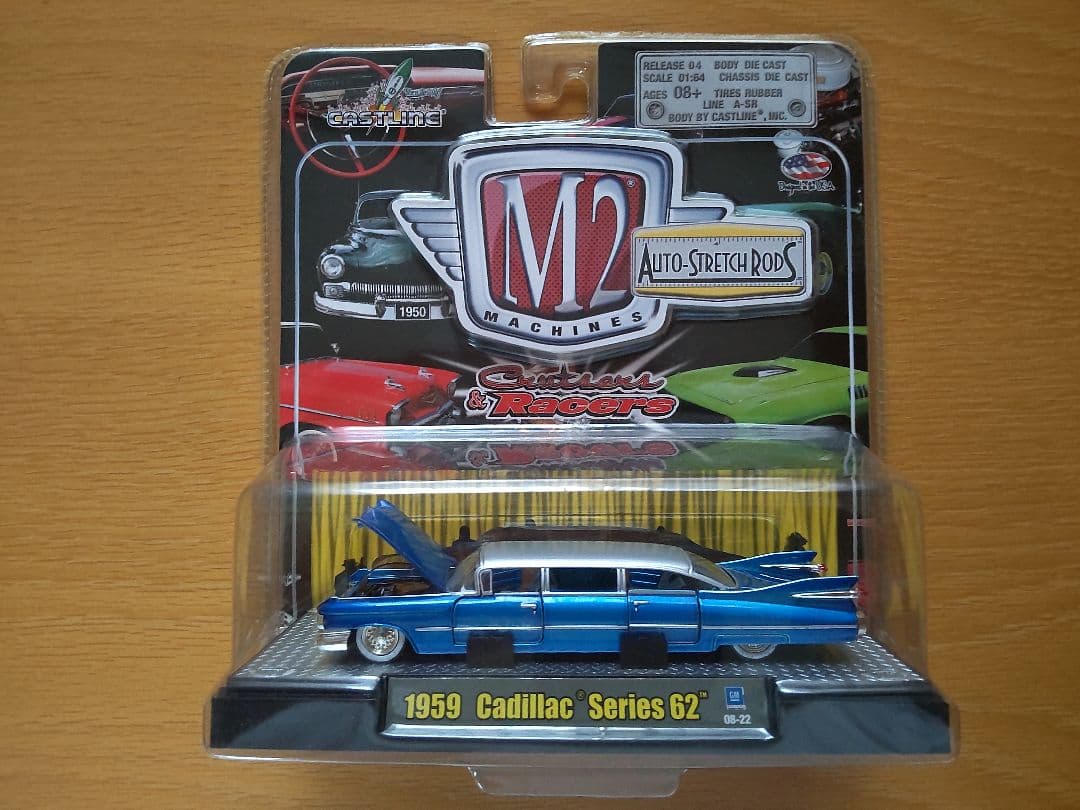 CASTLINE
RELEASE 04 BODY DIE CAST
SCALE 01:64 CHASSIS DIE CAST
AGES 08+ TIRES RUBBER
LINE A-SR
BODY BY CASTLINE®, INC.
M2®
MACHINES
AUTO-STRETCH RODS
1950
Cruisers
& Racers
1959 Cadillac® Series 62™
GM
08-22